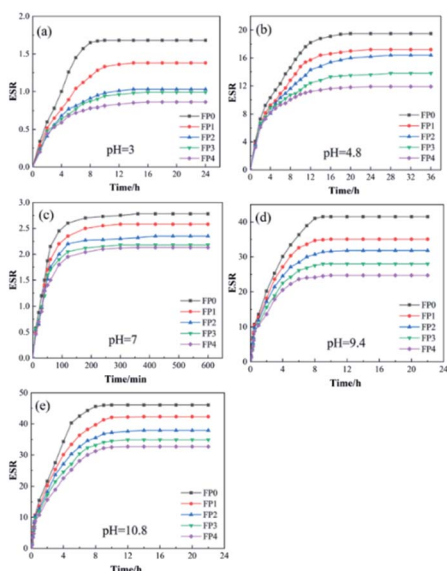 (a)
ESR
2.0
1.5
1.0
0.5
0.0
FP0
FP1
FP2
FP3
FP4
pH=3
0 4 8 12 16 20 24
Time/h
(b)
ESR
20
16
12
8
4
0
FP0
FP1
FP2
FP3
FP4
pH=4.8
0 4 8 12 16 20 24 28 32 36
Time/h
(c)
ESR
3.0
2.5
2.0
1.5
1.0
0.5
0.0
FP0
FP1
FP2
FP3
FP4
pH=7
0 100 200 300 400 500 600
Time/min
(d)
ESR
40
30
20
10
0
FP0
FP1
FP2
FP3
FP4
pH=9.4
0 4 8 12 16 20 24
Time/h
(e)
ESR
50
40
30
20
10
0
FP0
FP1
FP2
FP3
FP4
pH=10.8
0 4 8 12 16 20 24
Time/h